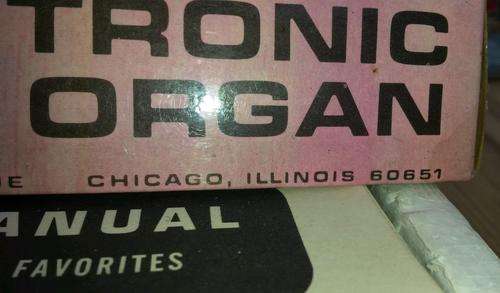 TRONIC
ORGAN
CHICAGO, ILLINOIS 60651
ANUAL
FAVORITES